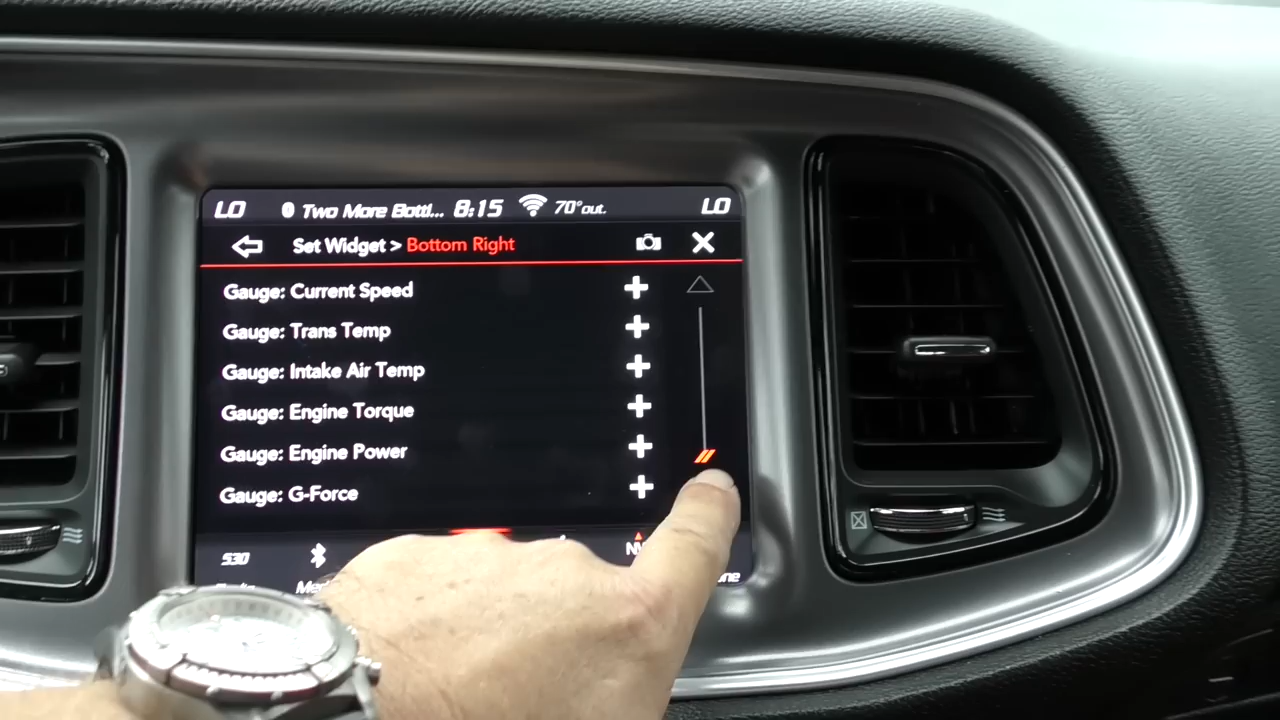 LO Two More Botti... 8:15 70° out. LO
Set Widget > Bottom Right
Gauge: Current Speed
Gauge: Trans Temp
Gauge: Intake Air Temp
Gauge: Engine Torque
Gauge: Engine Power
Gauge: G-Force
530